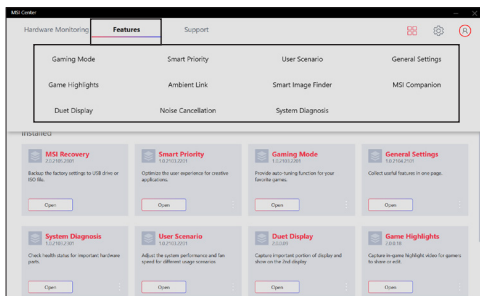 MSI Center
Hardware Monitoring Features Support
Gaming Mode Smart Priority User Scenario General Settings
Game Highlights Ambient Link Smart Image Finder MSI Companion
Duet Display Noise Cancellation System Diagnosis
Installed
MSI Recovery Smart Priority Gaming Mode General Settings
Backup the factory settings to USB drive or Optimize the user experience for creative Provide auto-tuning function for your Collect useful features in one page.
ISO file. applications. favorite games.
Open Open Open Open
System Diagnosis User Scenario Duet Display Game Highlights
2.0.0.18
Check health status for important hardware Adjust the system performance and fan Capture important portion of display and Capture in-game highlight video for gamers
parts. speed for different usage scenarios show on the 2nd display to share or edit.
Open Open Open Open